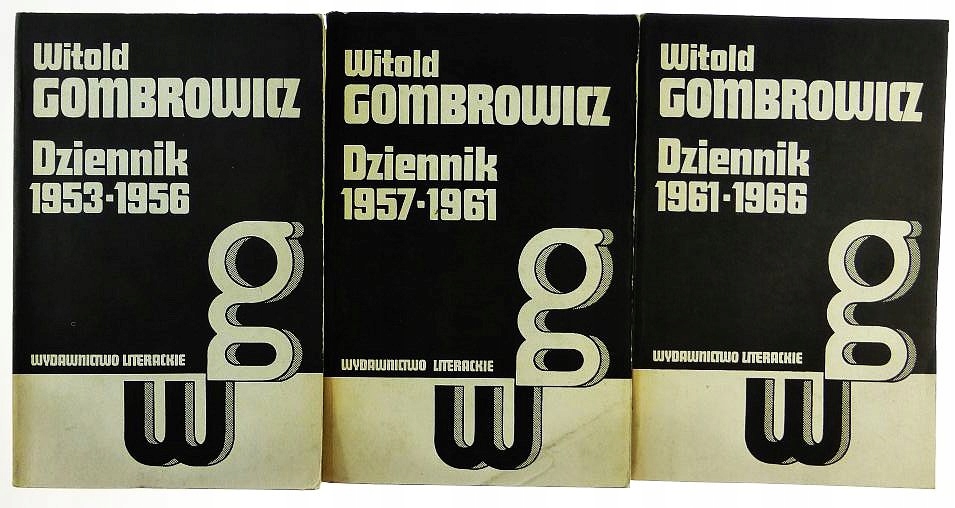 Witold
GOMBROWICZ
Dziennik
1953-1956
g
WYDAWNICTWO LITERACKIE
w
Witold
GOMBROWICZ
Dziennik
1957-1961
g
WYDAWNICTWO LITERACKIE
w
Witold
GOMBROWICZ
Dziennik
1961-1966
g
WYDAWNICTWO LITERACKIE
w